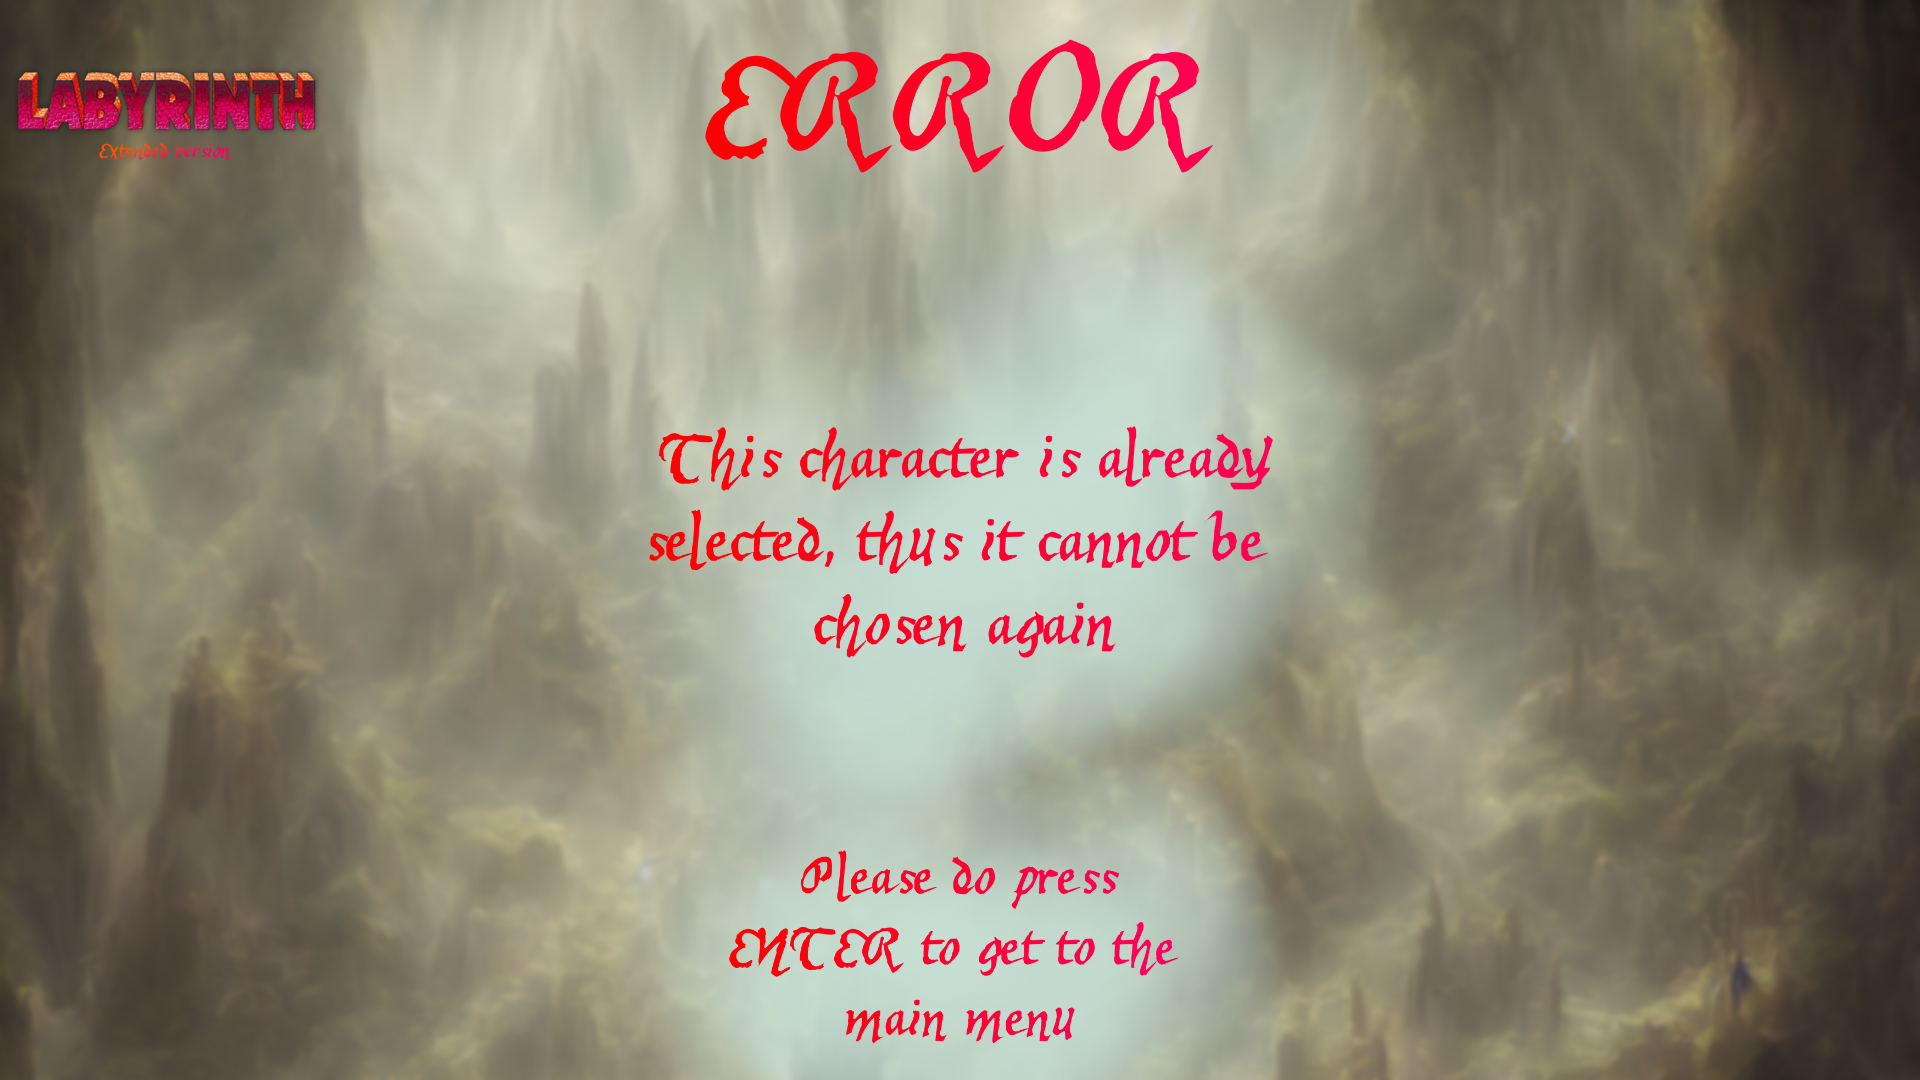 LABYRINTH
Extended version
ERROR
This character is already
selected, thus it cannot be
chosen again
Please do press
ENTER to get to the
main menu